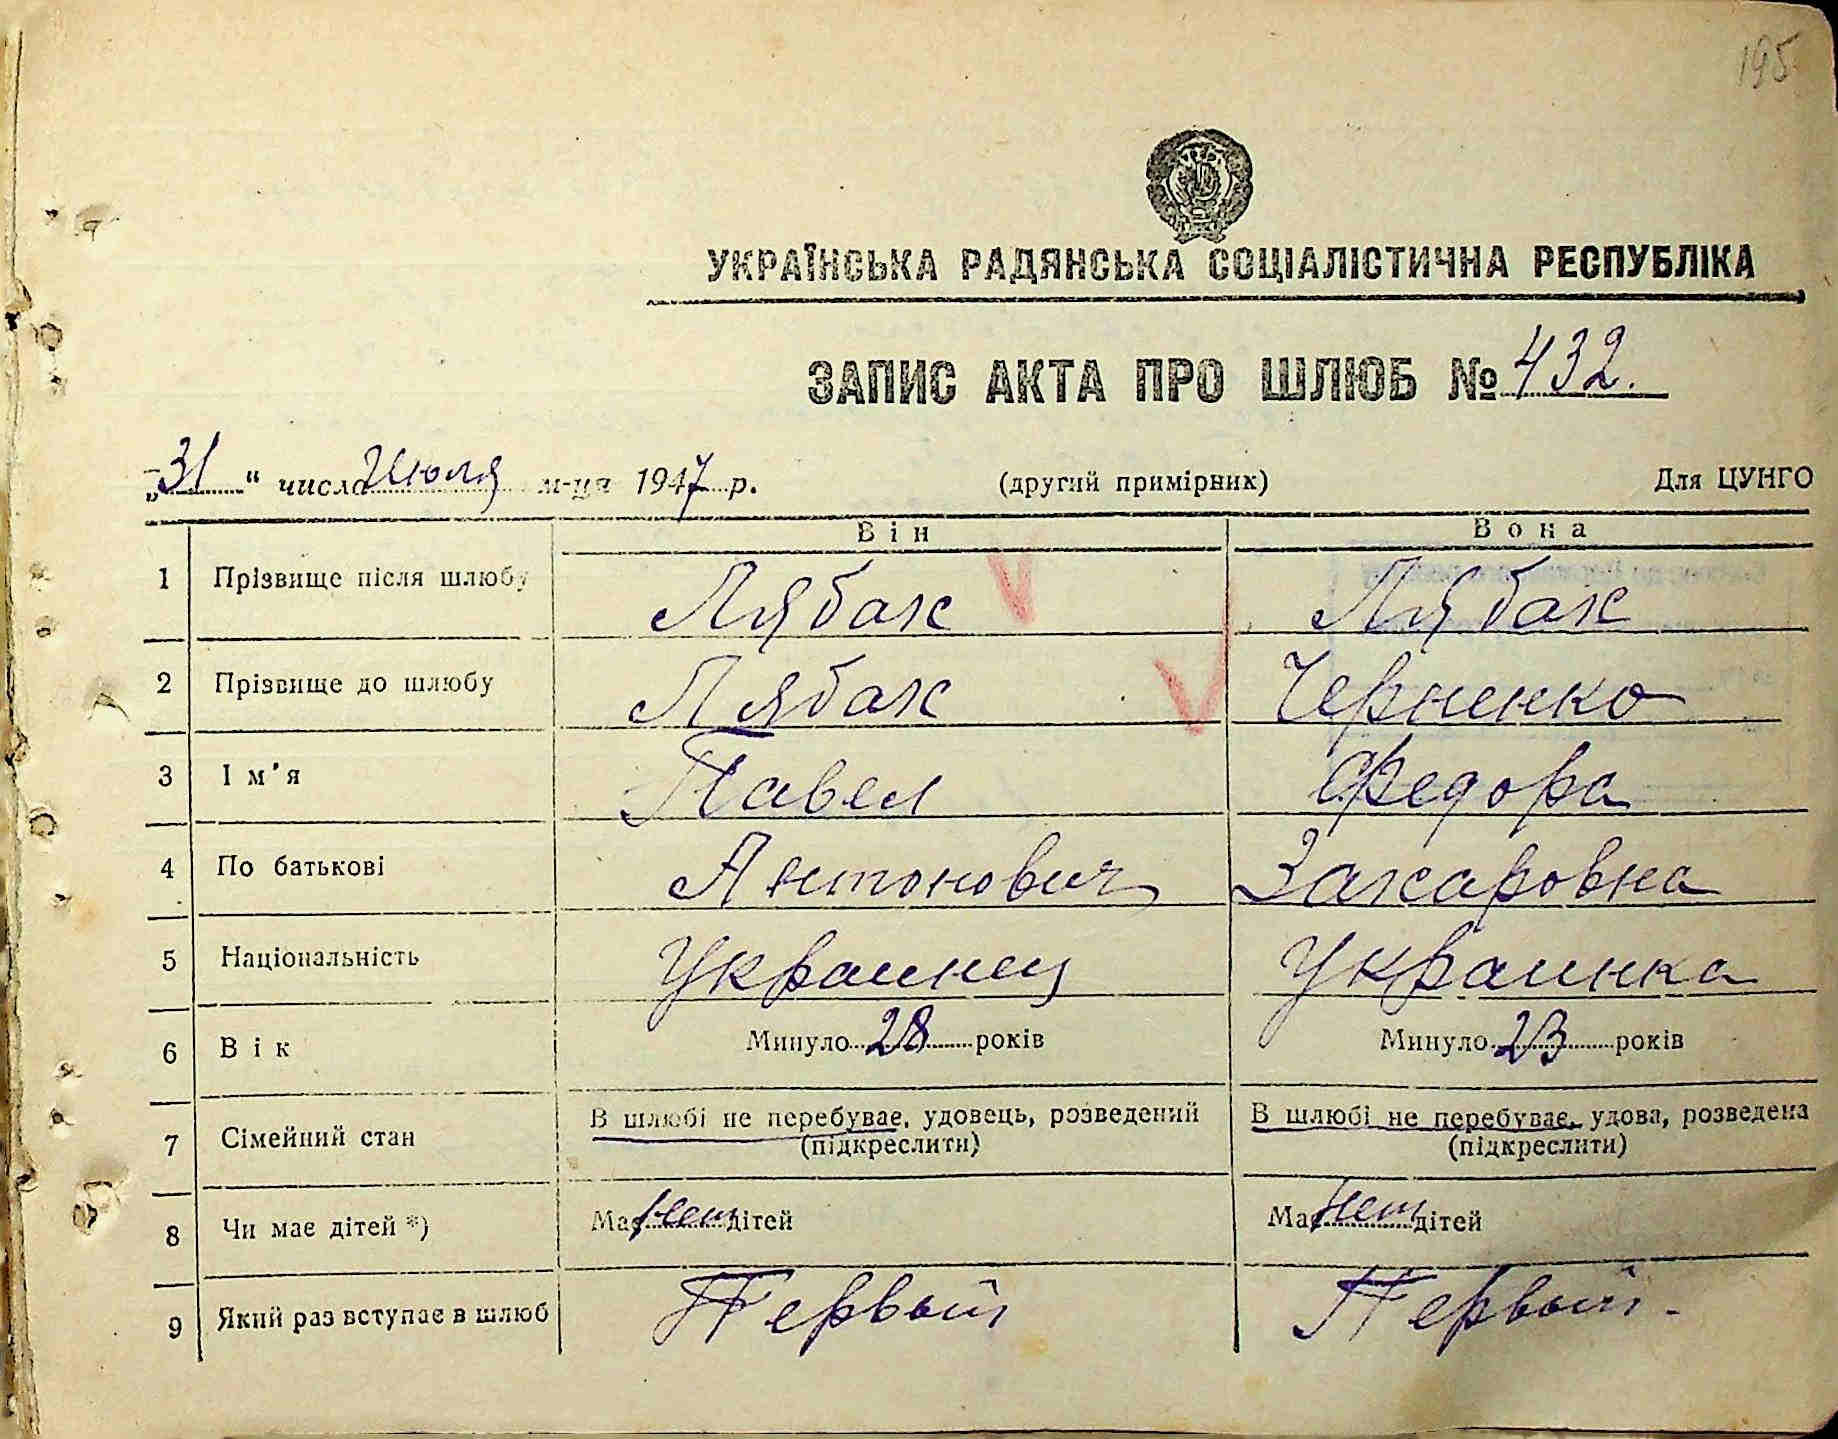 195
УКРАЇНСЬКА РАДЯНСЬКА СОЦІАЛІСТИЧНА РЕСПУБЛІКА
ЗАПИС АКТА ПРО ШЛЮБ № 432.
„31“ числа Июля м-ця 1947 р. (другий примірник) Для ЦУНГО
Він Вона
1 Прізвище після шлюбу Лябах Лябах
2 Прізвище до шлюбу Лябах Черненко
3 Ім'я Павел Федора
4 По батькові Антонович Захаровна
5 Національність Украинец Украинка
6 Вік Минуло 28 років Минуло 23 років
7 Сімейний стан В шлюбі не перебуває, удовець, розведений В шлюбі не перебуває, удова, розведена
(підкреслити) (підкреслити)
8 Чи має дітей *) Має Нет дітей Має Нет дітей
9 Який раз вступає в шлюб Первый Первый.